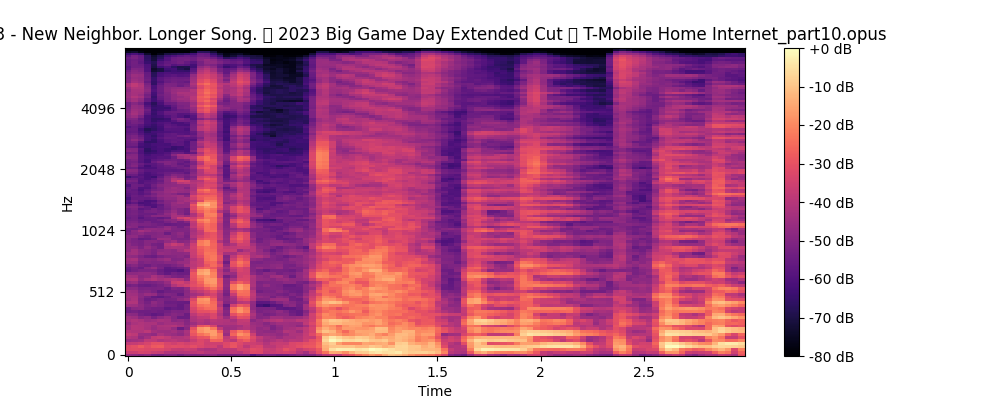 3 - New Neighbor. Longer Song. 2023 Big Game Day Extended Cut T-Mobile Home Internet_part10.opus
+0 dB
-10 dB
-20 dB
-30 dB
-40 dB
-50 dB
-60 dB
-70 dB
-80 dB
4096
2048
1024
512
0
Hz
0
0.5
1
1.5
2
2.5
Time